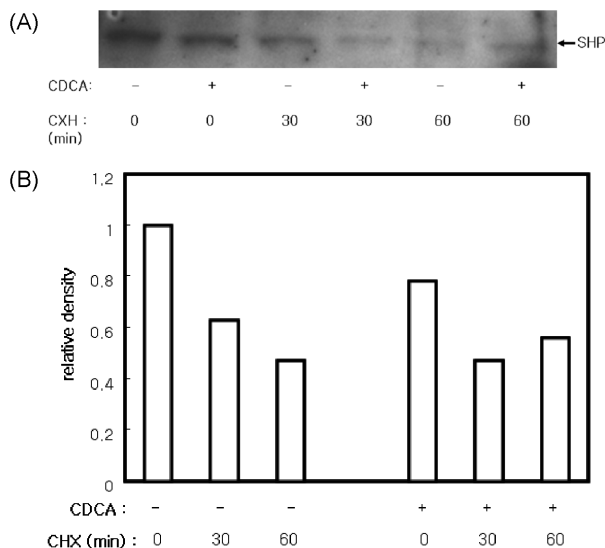 (A)
SHP
CDCA: – + – + – +
CXH : 0 0 30 30 60 60
(min)
(B)
1,2
1
0,8
0,6
0,4
0,2
0
relative density
CDCA : – – – + + +
CHX (min) : 0 30 60 0 30 60